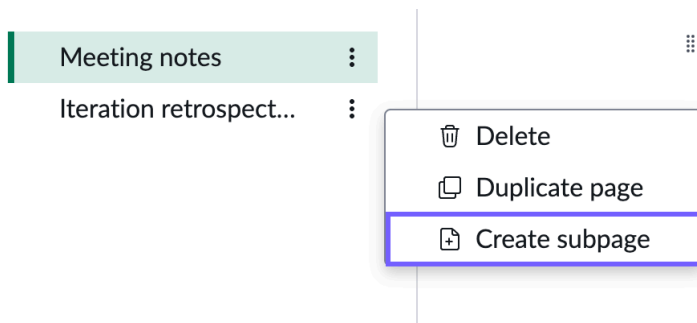 Meeting notes
Iteration retrospect...
Delete
Duplicate page
Create subpage